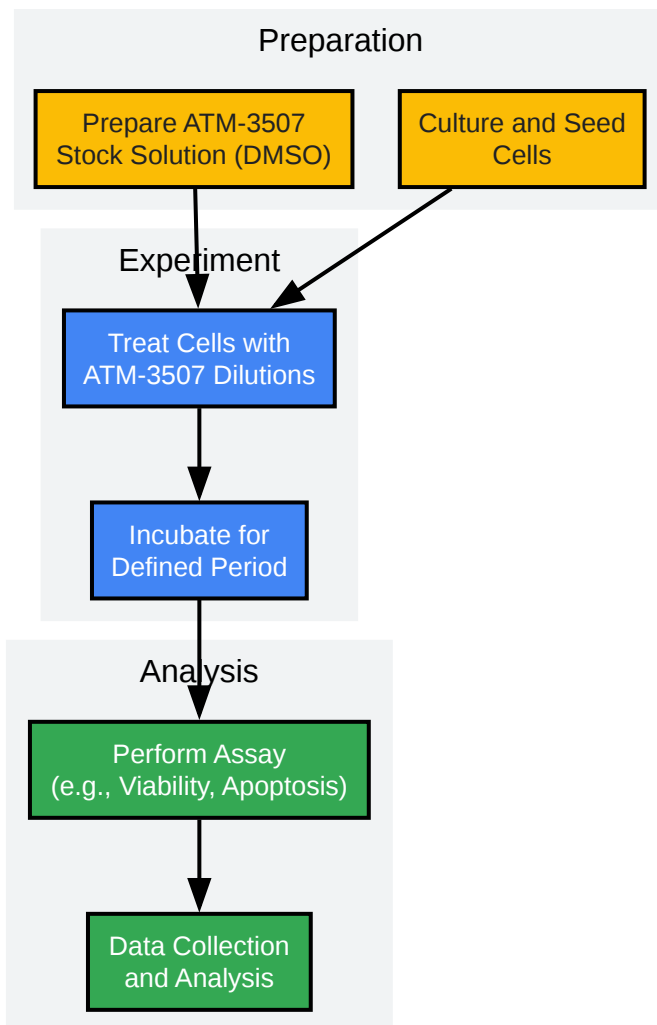 Preparation
Prepare ATM-3507
Stock Solution (DMSO)
Culture and Seed
Cells
Experiment
Treat Cells with
ATM-3507 Dilutions
Incubate for
Defined Period
Analysis
Perform Assay
(e.g., Viability, Apoptosis)
Data Collection
and Analysis